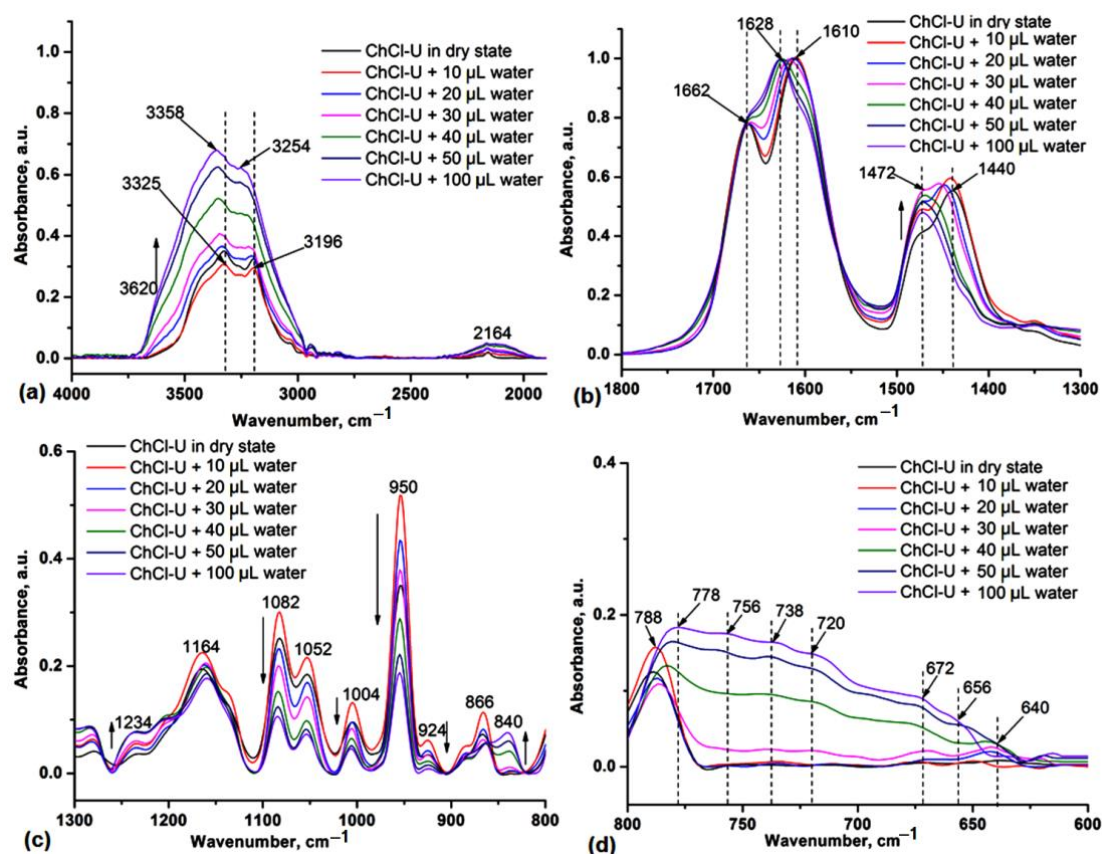 1.0
0.8
0.6
0.4
0.2
0.0
Absorbance, a.u.
ChCl-U in dry state
ChCl-U + 10 µL water
ChCl-U + 20 µL water
ChCl-U + 30 µL water
ChCl-U + 40 µL water
ChCl-U + 50 µL water
ChCl-U + 100 µL water
3358
3254
3325
3196
3620
2164
4000 3500 3000 2500 2000
Wavenumber, cm⁻¹
(a)
1.0
0.8
0.6
0.4
0.2
0.0
Absorbance, a.u.
ChCl-U in dry state
ChCl-U + 10 µL water
ChCl-U + 20 µL water
ChCl-U + 30 µL water
ChCl-U + 40 µL water
ChCl-U + 50 µL water
ChCl-U + 100 µL water
1628
1610
1662
1472
1440
1800 1700 1600 1500 1400 1300
Wavenumber, cm⁻¹
(b)
0.6
0.4
0.2
0.0
Absorbance, a.u.
ChCl-U in dry state
ChCl-U + 10 µL water
ChCl-U + 20 µL water
ChCl-U + 30 µL water
ChCl-U + 40 µL water
ChCl-U + 50 µL water
ChCl-U + 100 µL water
950
1082
1052
1164
1004
1234
924
866
840
1300 1200 1100 1000 900 800
Wavenumber, cm⁻¹
(c)
0.4
0.2
0.0
Absorbance, a.u.
ChCl-U in dry state
ChCl-U + 10 µL water
ChCl-U + 20 µL water
ChCl-U + 30 µL water
ChCl-U + 40 µL water
ChCl-U + 50 µL water
ChCl-U + 100 µL water
788
778
756
738
720
672
656
640
800 750 700 650 600
Wavenumber, cm⁻¹
(d)